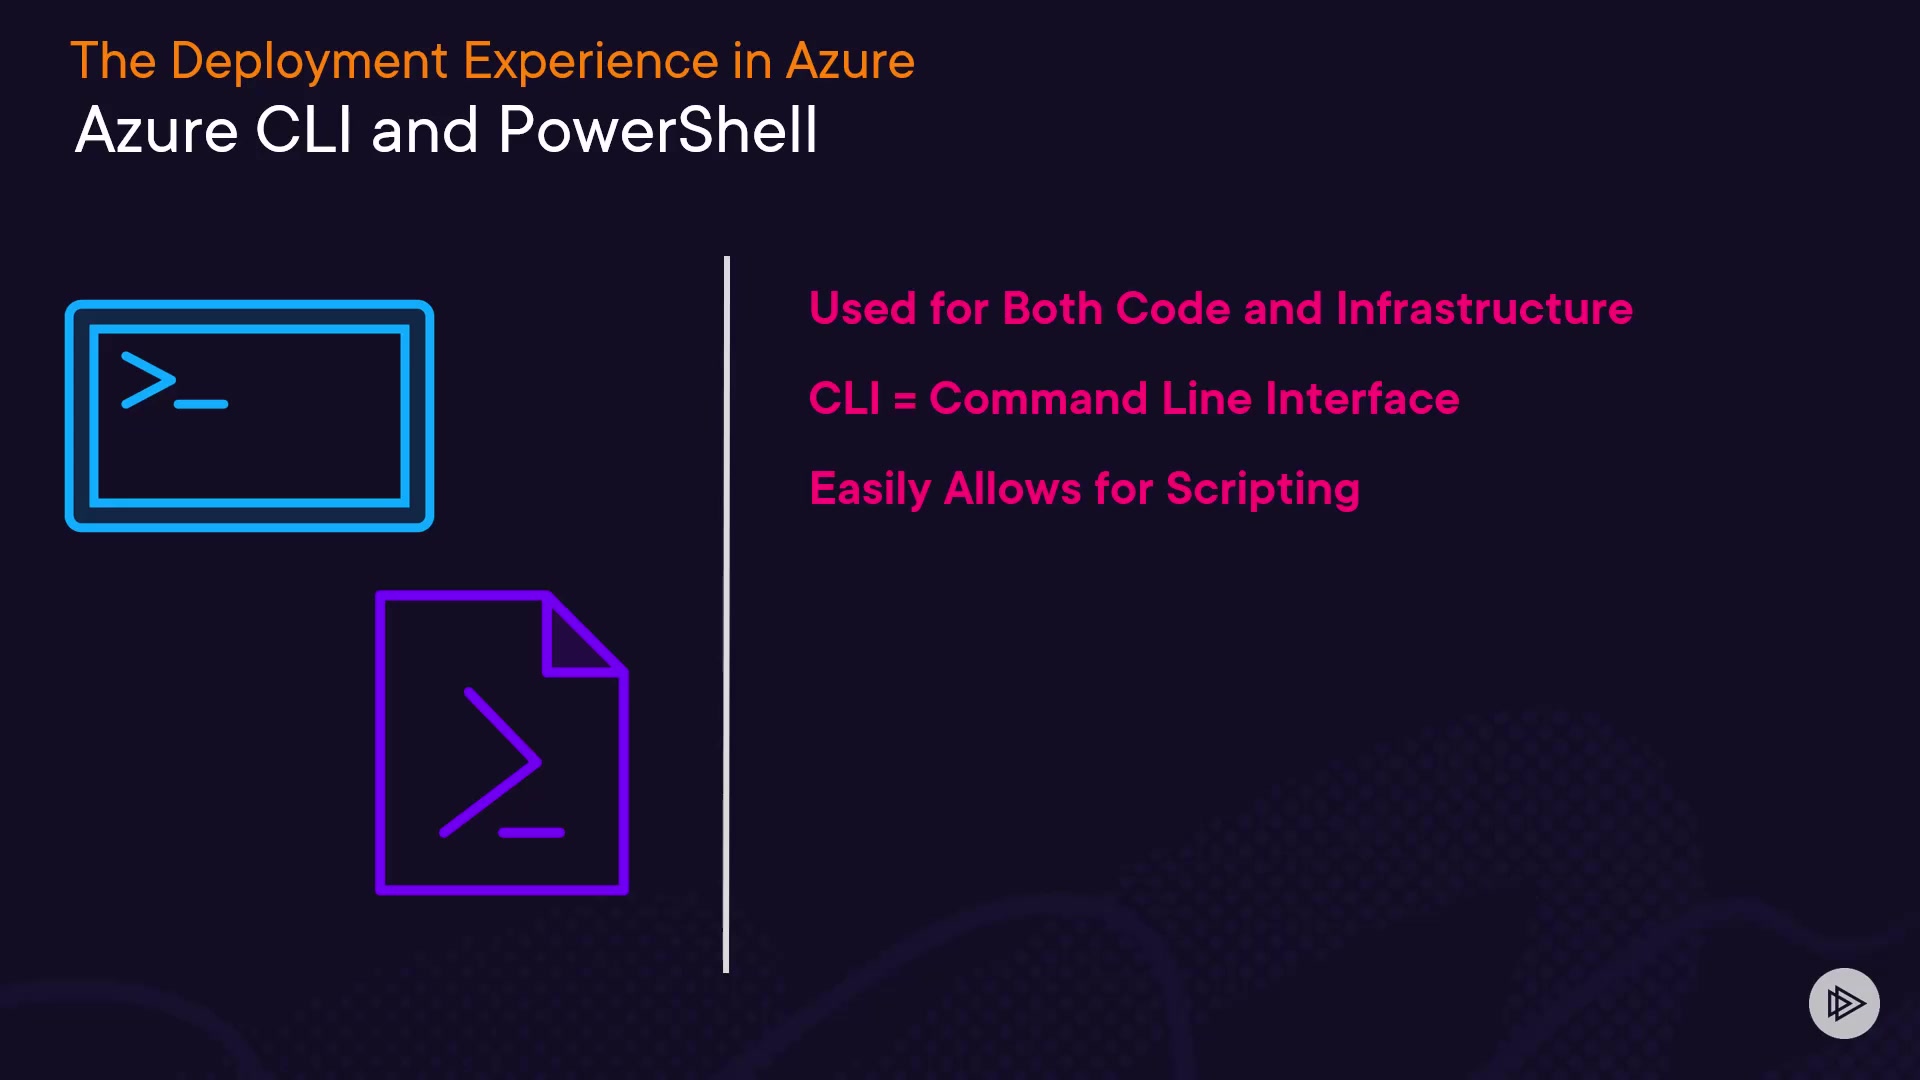 The Deployment Experience in Azure
Azure CLI and PowerShell
Used for Both Code and Infrastructure
CLI = Command Line Interface
Easily Allows for Scripting